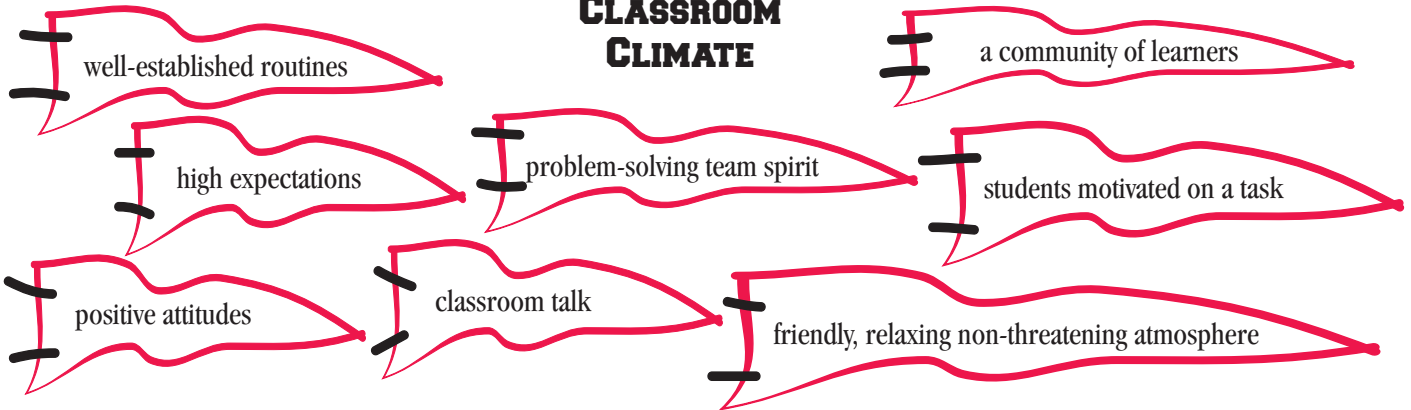 CLASSROOM
CLIMATE
well-established routines
a community of learners
high expectations
problem-solving team spirit
students motivated on a task
positive attitudes
classroom talk
friendly, relaxing non-threatening atmosphere